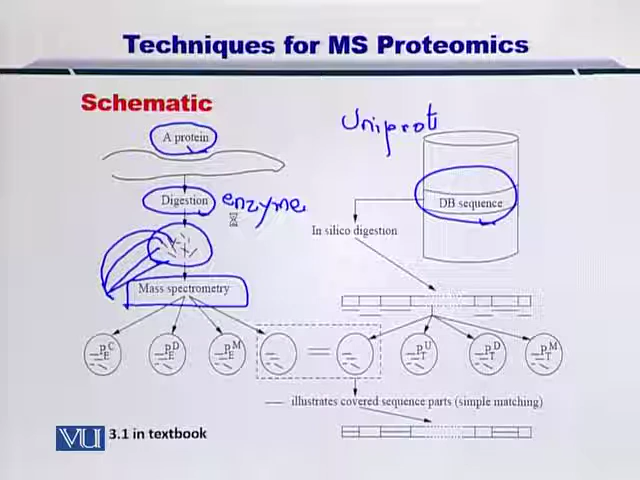 Techniques for MS Proteomics
Schematic
Uniprot
A protein
Digestion
enzyme
DB sequence
In silico digestion
Mass spectrometry
P E C
P E D
P E M
=
P T U
P T D
P T M
— illustrates covered sequence parts (simple matching)
VU
3.1 in textbook